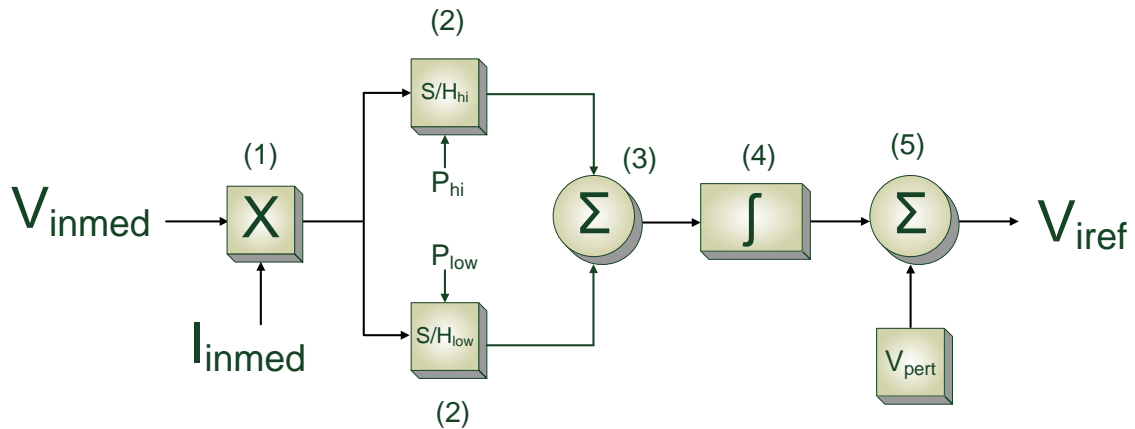 (2)
S/Hhi
Phi
(1)
X
Vinmed
Iinmed
Plow
S/Hlow
(2)
(3)
Σ
(4)
∫
(5)
Σ
Viref
Vpert